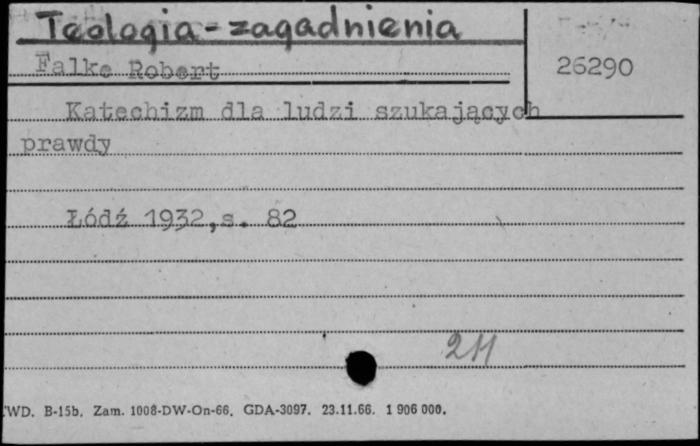 Teologia - zagadnienia
Falke Robert
26290
Katechizm dla ludzi szukających
prawdy
Łódź 1932, s. 82
211
WD. B-15b. Zam. 1008-DW-On-66. GDA-3097. 23.11.66. 1 906 000.